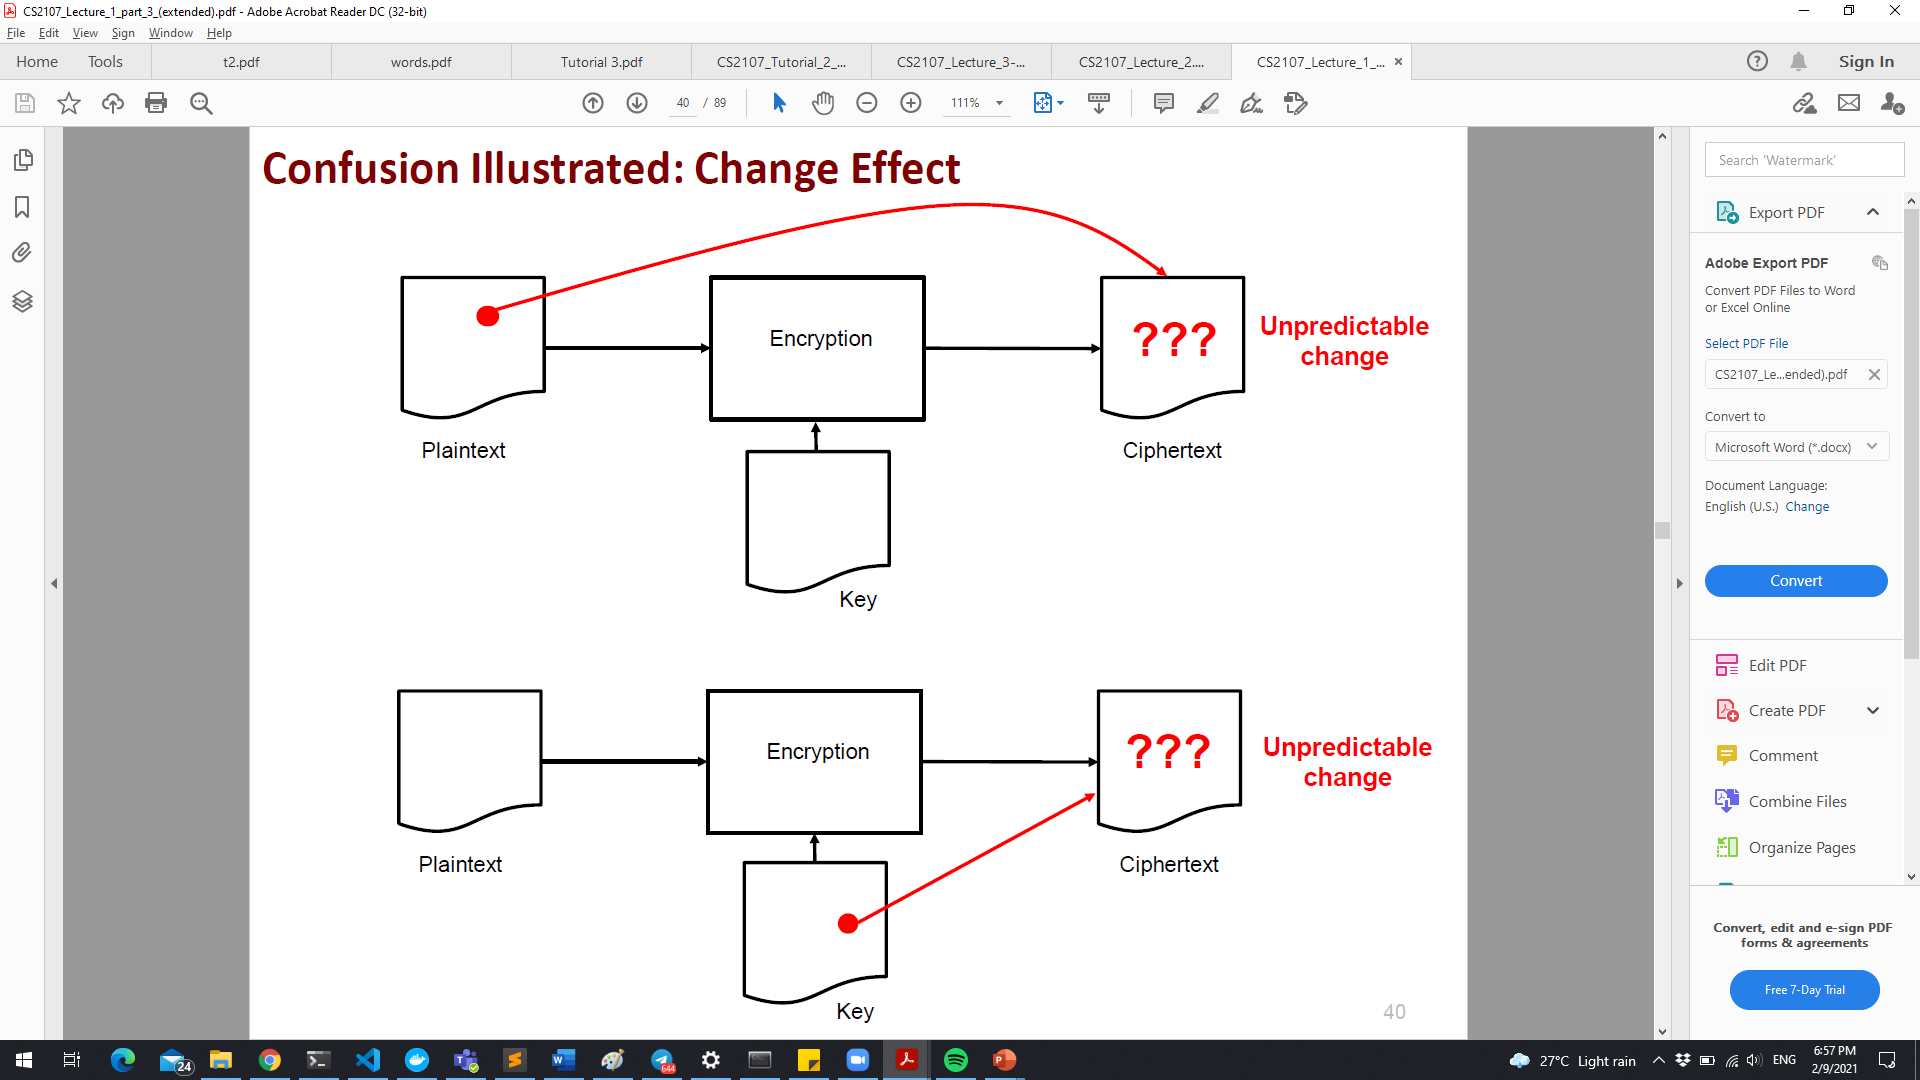 CS2107_Lecture_1_part_3_(extended).pdf - Adobe Acrobat Reader DC (32-bit)
File Edit View Sign Window Help
Home Tools t2.pdf words.pdf Tutorial 3.pdf CS2107_Tutorial_2_... CS2107_Lecture_3-... CS2107_Lecture_2.... CS2107_Lecture_1_... Sign In
40 / 89 111%
Confusion Illustrated: Change Effect
Encryption
???
Unpredictable
change
Plaintext
Ciphertext
Key
Encryption
???
Unpredictable
change
Plaintext
Ciphertext
Key
40
Search 'Watermark'
Export PDF
Adobe Export PDF
Convert PDF Files to Word
or Excel Online
Select PDF File
CS2107_Le...ended).pdf
Convert to
Microsoft Word (*.docx)
Document Language:
English (U.S.) Change
Convert
Edit PDF
Create PDF
Comment
Combine Files
Organize Pages
Convert, edit and e-sign PDF
forms & agreements
Free 7-Day Trial
24
644
27°C Light rain
ENG
6:57 PM
2/9/2021